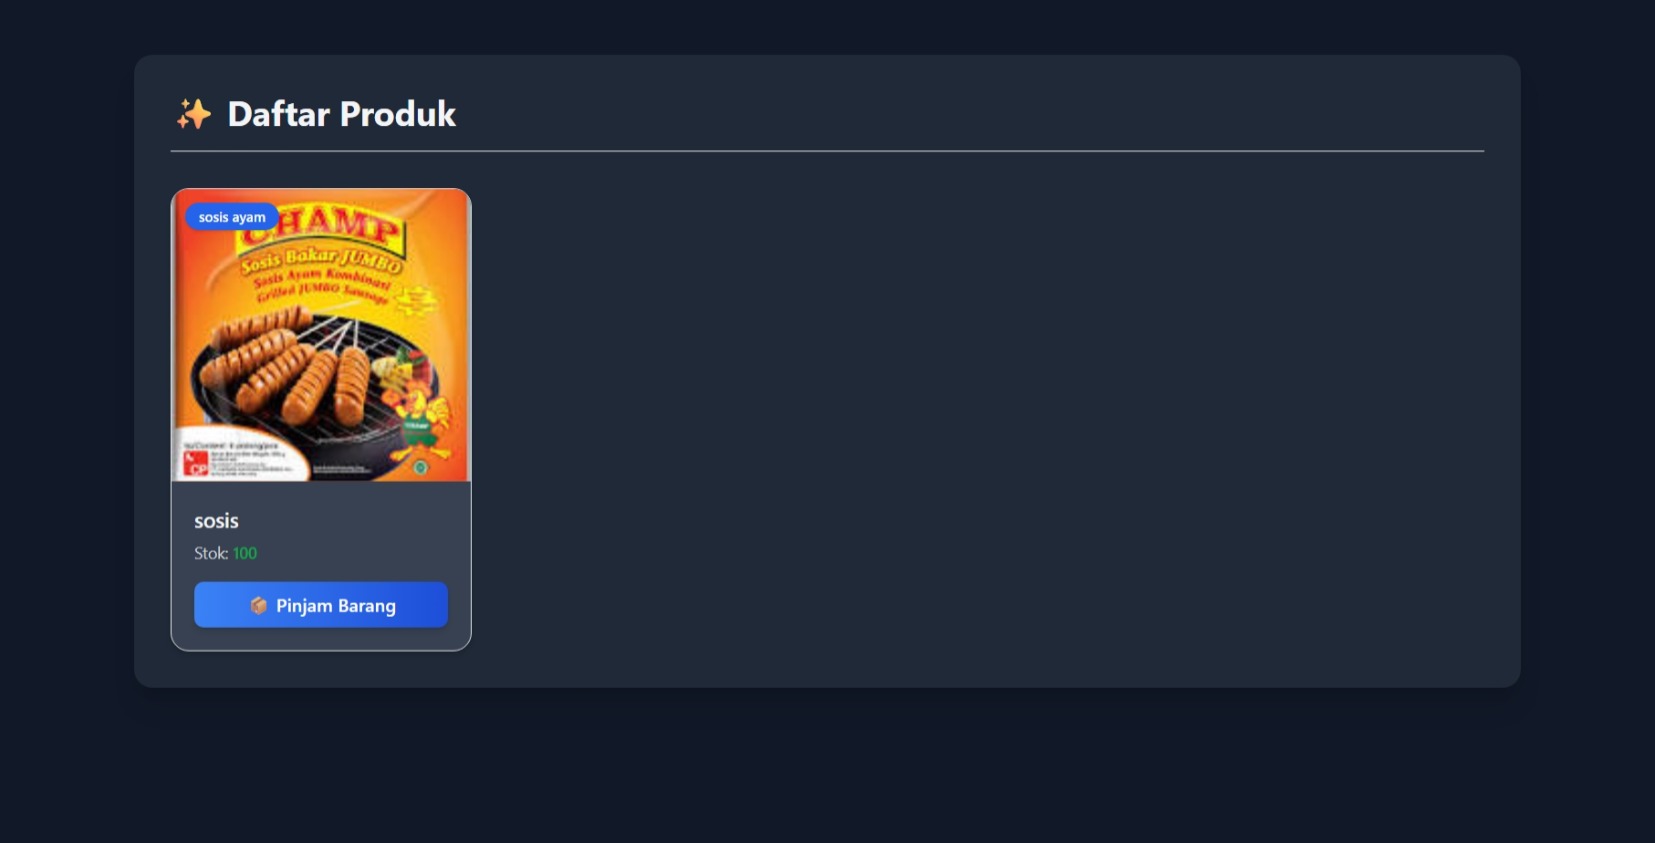 ✨ Daftar Produk
sosis ayam
CHAMP
Sosis Bakar JUMBO
Sosis Ayam Kombinasi
Grilled JUMBO Sausage
CP
sosis
Stok: 100
📦 Pinjam Barang